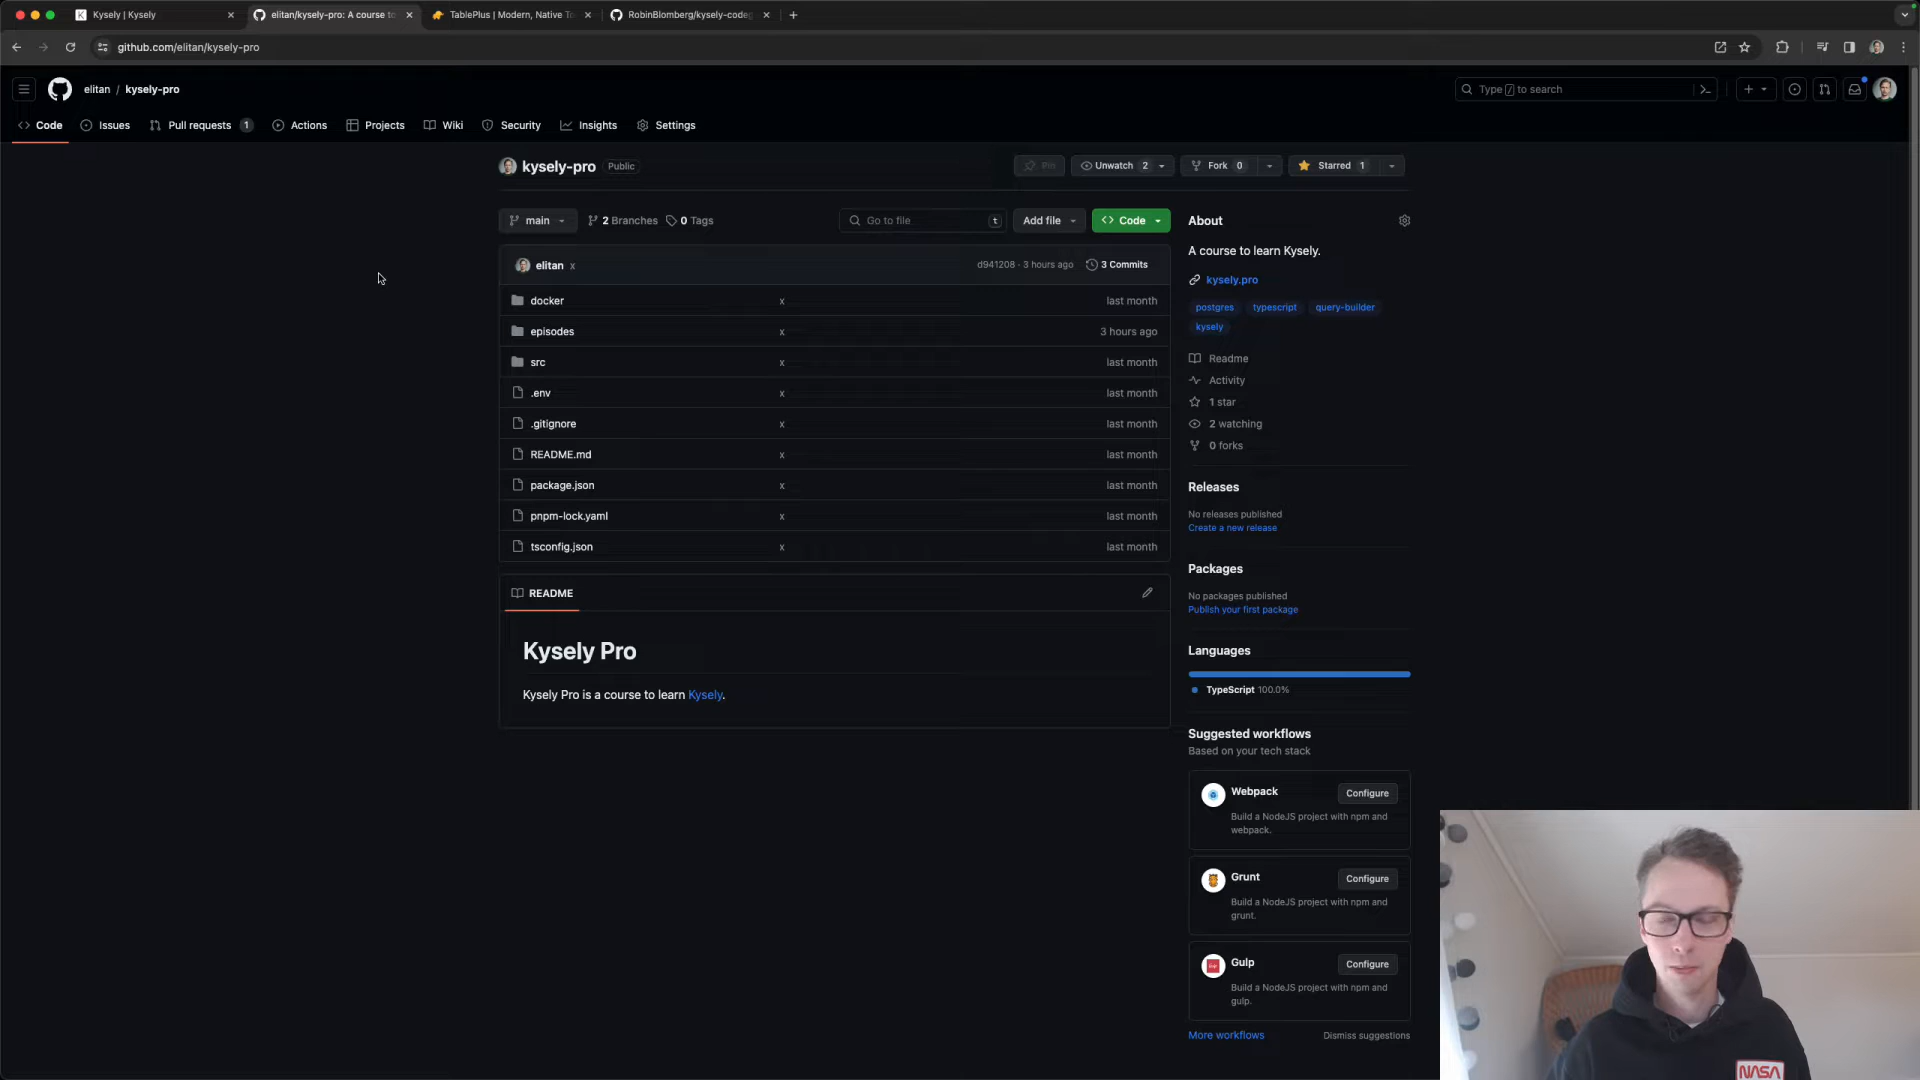 Kysely | Kysely
elitan/kysely-pro: A course to
TablePlus | Modern, Native To
RobinBlomberg/kysely-codeg
github.com/elitan/kysely-pro
elitan / kysely-pro
Type / to search
Code
Issues
Pull requests 1
Actions
Projects
Wiki
Security
Insights
Settings
kysely-pro Public
Pin
Unwatch 2
Fork 0
Starred 1
main
2 Branches
0 Tags
Go to file t
Add file
Code
elitan x
d941208 · 3 hours ago
3 Commits
docker x last month
episodes x 3 hours ago
src x last month
.env x last month
.gitignore x last month
README.md x last month
package.json x last month
pnpm-lock.yaml x last month
tsconfig.json x last month
README
Kysely Pro
Kysely Pro is a course to learn Kysely.
About
A course to learn Kysely.
kysely.pro
postgres typescript query-builder
kysely
Readme
Activity
1 star
2 watching
0 forks
Releases
No releases published
Create a new release
Packages
No packages published
Publish your first package
Languages
TypeScript 100.0%
Suggested workflows
Based on your tech stack
Webpack
Configure
Build a NodeJS project with npm and
webpack.
Grunt
Configure
Build a NodeJS project with npm and
grunt.
Gulp
Configure
Build a NodeJS project with npm and
gulp.
More workflows
Dismiss suggestions
NASA